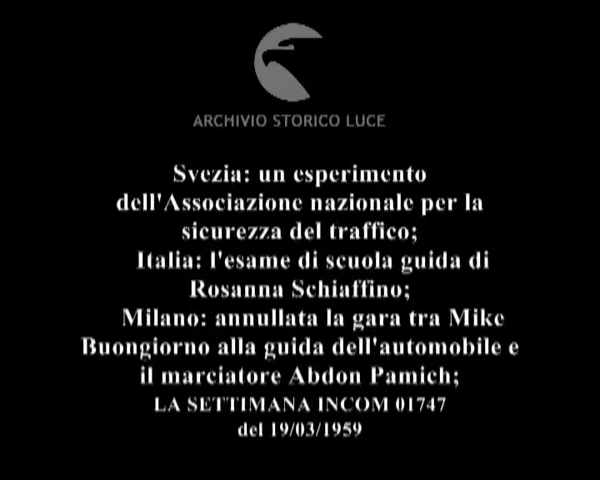 ARCHIVIO STORICO LUCE
Svezia: un esperimento
dell'Associazione nazionale per la
sicurezza del traffico;
Italia: l'esame di scuola guida di
Rosanna Schiaffino;
Milano: annullata la gara tra Mike
Buongiorno alla guida dell'automobile e
il marciatore Abdon Pamich;
LA SETTIMANA INCOM 01747
del 19/03/1959